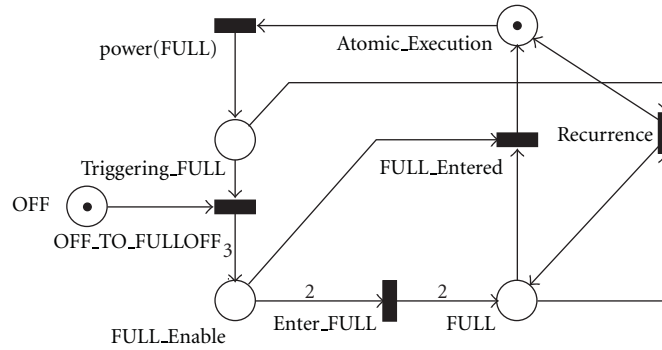 power(FULL)
Atomic_Execution
Triggering_FULL
FULL_Entered
Recurrence
OFF
OFF_TO_FULLOFF
3
2
2
FULL_Enable
Enter_FULL
FULL